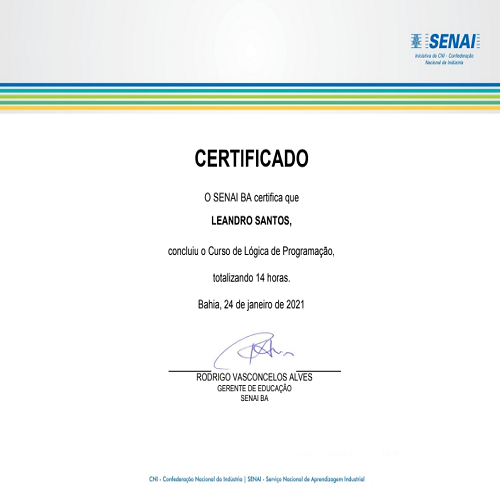 SENAI
Iniciativa da CNI - Confederação
Nacional da Indústria
CERTIFICADO
O SENAI BA certifica que
LEANDRO SANTOS,
concluiu o Curso de Lógica de Programação,
totalizando 14 horas.
Bahia, 24 de janeiro de 2021
RODRIGO VASCONCELOS ALVES
GERENTE DE EDUCAÇÃO
SENAI BA
CNI - Confederação Nacional da Indústria | SENAI - Serviço Nacional de Aprendizagem Industrial